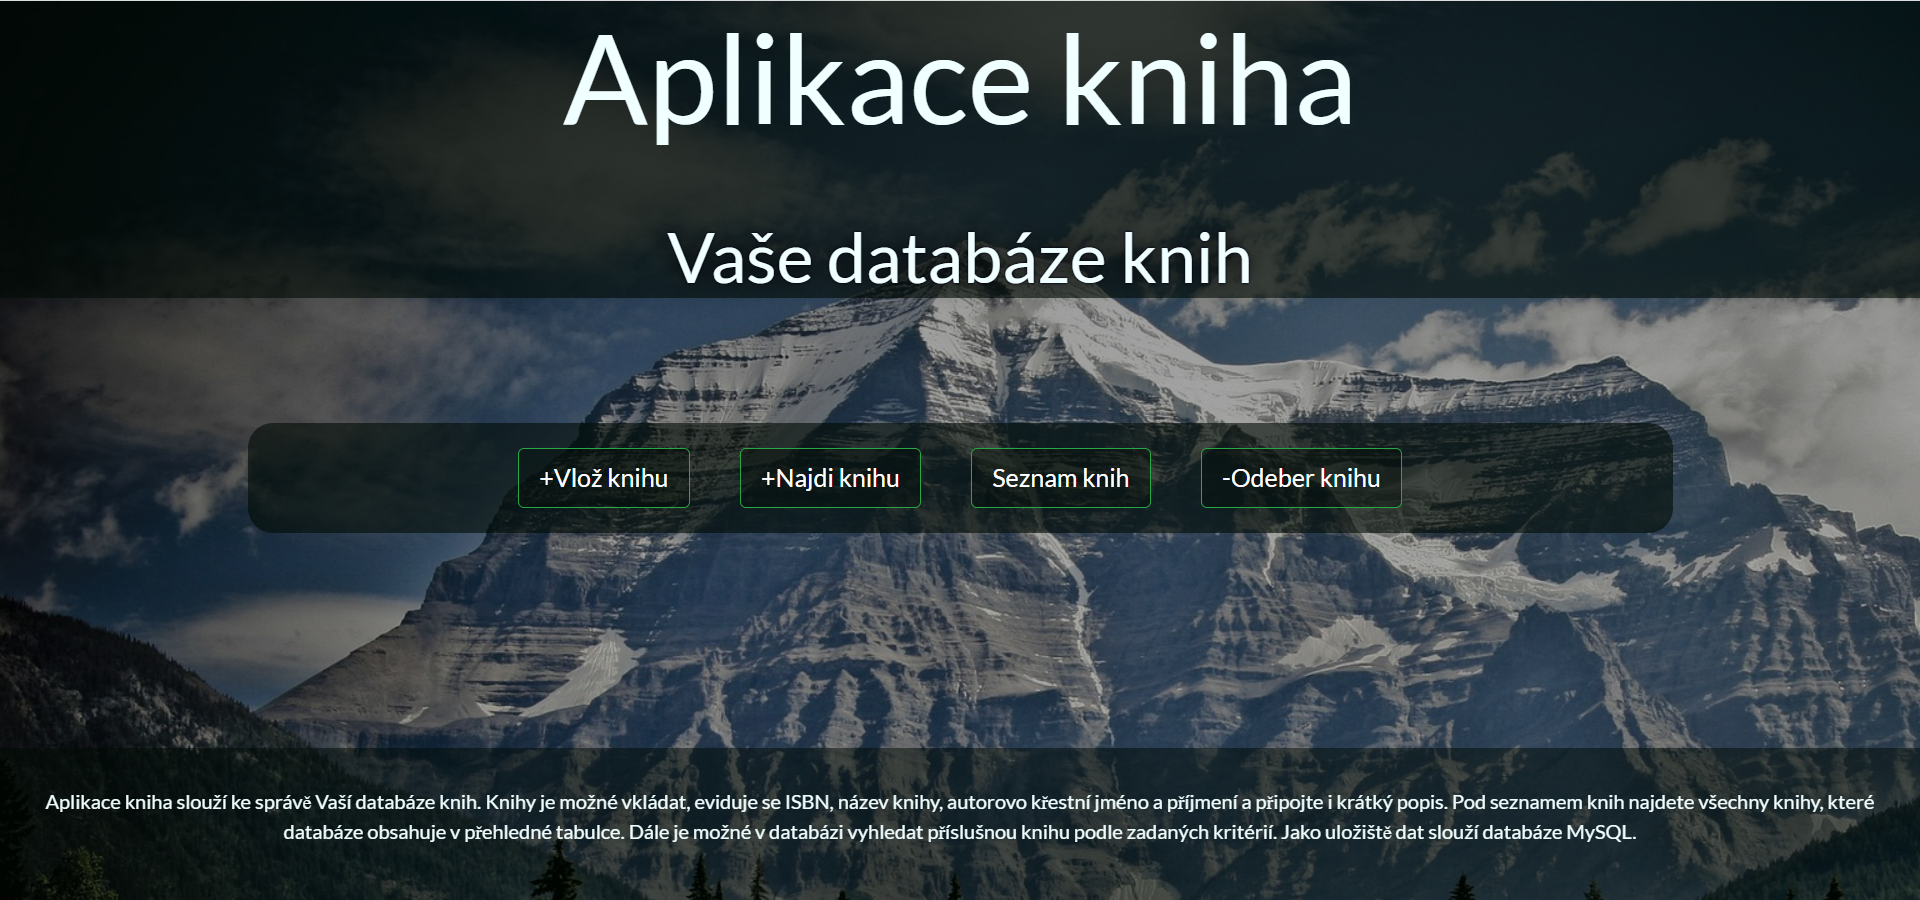 Aplikace kniha
Vaše databáze knih
+Vlož knihu
+Najdi knihu
Seznam knih
-Odeber knihu
Aplikace kniha slouží ke správě Vaší databáze knih. Knihy je možné vkládat, eviduje se ISBN, název knihy, autorovo křestní jméno a příjmení a připojte i krátký popis. Pod seznamem knih najdete všechny knihy, které
databáze obsahuje v přehledné tabulce. Dále je možné v databázi vyhledat příslušnou knihu podle zadaných kritérií. Jako uložiště dat slouží databáze MySQL.